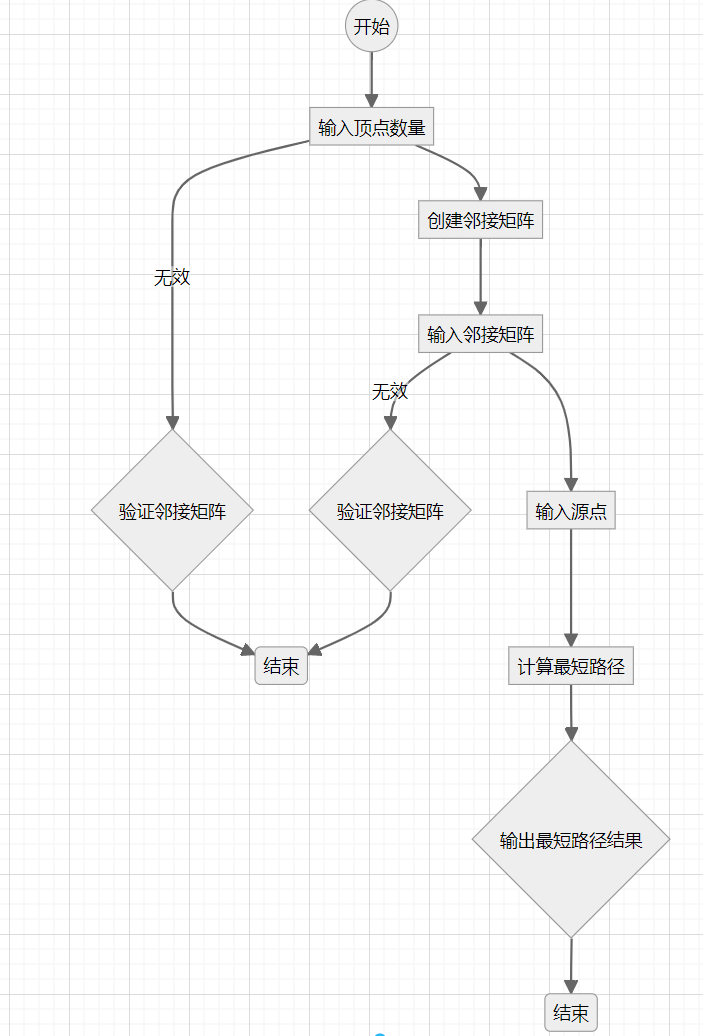 开始
输入顶点数量
创建邻接矩阵
无效
输入邻接矩阵
无效
验证邻接矩阵
验证邻接矩阵
输入源点
结束
计算最短路径
输出最短路径结果
结束